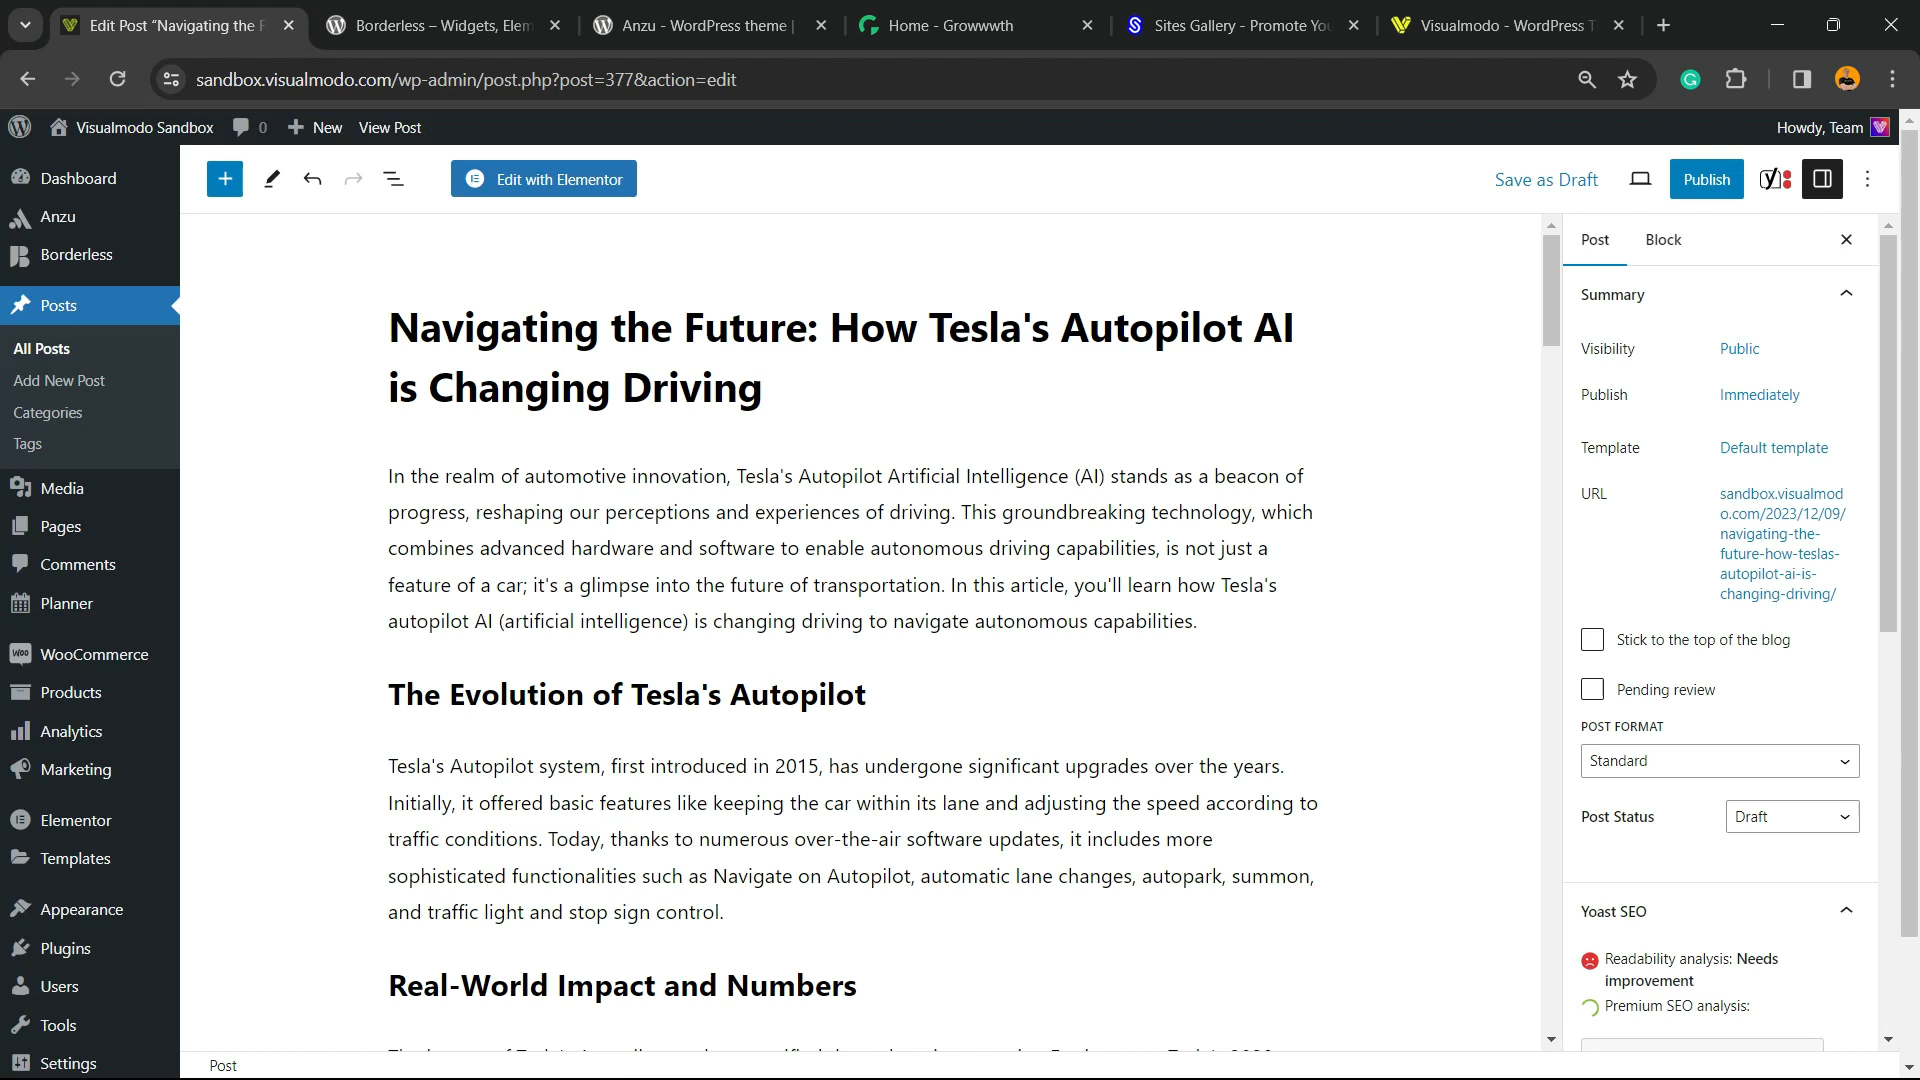 Edit Post “Navigating the F
Borderless – Widgets, Elem
Anzu - WordPress theme |
Home - Growwwth
Sites Gallery - Promote You
Visualmodo - WordPress T
sandbox.visualmodo.com/wp-admin/post.php?post=377&action=edit
Visualmodo Sandbox
0
New
View Post
Howdy, Team
Dashboard
Anzu
Borderless
Posts
All Posts
Add New Post
Categories
Tags
Media
Pages
Comments
Planner
WooCommerce
Products
Analytics
Marketing
Elementor
Templates
Appearance
Plugins
Users
Tools
Settings
Edit with Elementor
Save as Draft
Publish
Navigating the Future: How Tesla's Autopilot AI
is Changing Driving
In the realm of automotive innovation, Tesla's Autopilot Artificial Intelligence (AI) stands as a beacon of
progress, reshaping our perceptions and experiences of driving. This groundbreaking technology, which
combines advanced hardware and software to enable autonomous driving capabilities, is not just a
feature of a car; it's a glimpse into the future of transportation. In this article, you'll learn how Tesla's
autopilot AI (artificial intelligence) is changing driving to navigate autonomous capabilities.
The Evolution of Tesla's Autopilot
Tesla's Autopilot system, first introduced in 2015, has undergone significant upgrades over the years.
Initially, it offered basic features like keeping the car within its lane and adjusting the speed according to
traffic conditions. Today, thanks to numerous over-the-air software updates, it includes more
sophisticated functionalities such as Navigate on Autopilot, automatic lane changes, autopark, summon,
and traffic light and stop sign control.
Real-World Impact and Numbers
Post
Post
Block
Summary
Visibility
Public
Publish
Immediately
Template
Default template
URL
sandbox.visualmod
o.com/2023/12/09/
navigating-the-
future-how-teslas-
autopilot-ai-is-
changing-driving/
Stick to the top of the blog
Pending review
POST FORMAT
Standard
Post Status
Draft
Yoast SEO
Readability analysis: Needs
improvement
Premium SEO analysis: